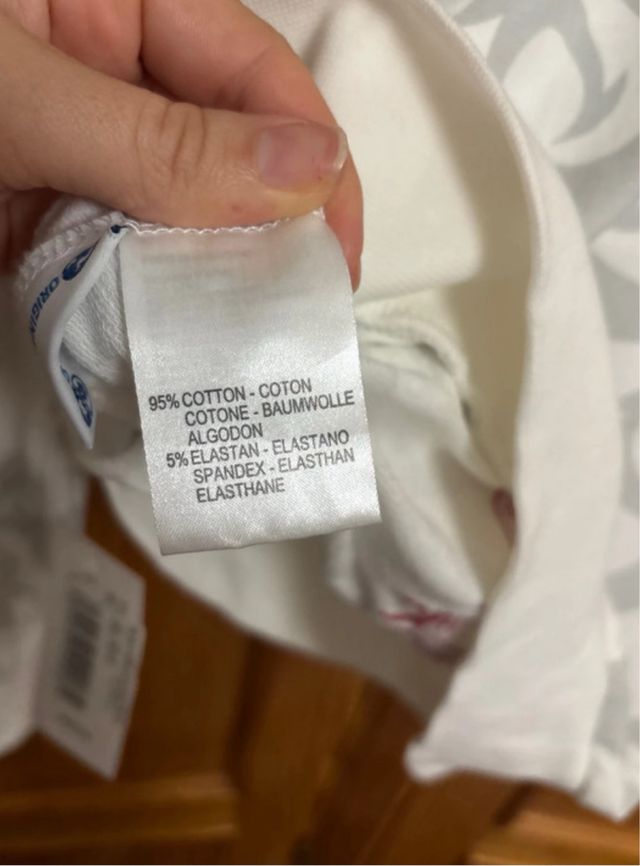 95% COTTON - COTON
COTONE - BAUMWOLLE
ALGODON
5% ELASTAN - ELASTANO
SPANDEX - ELASTHAN
ELASTHANE